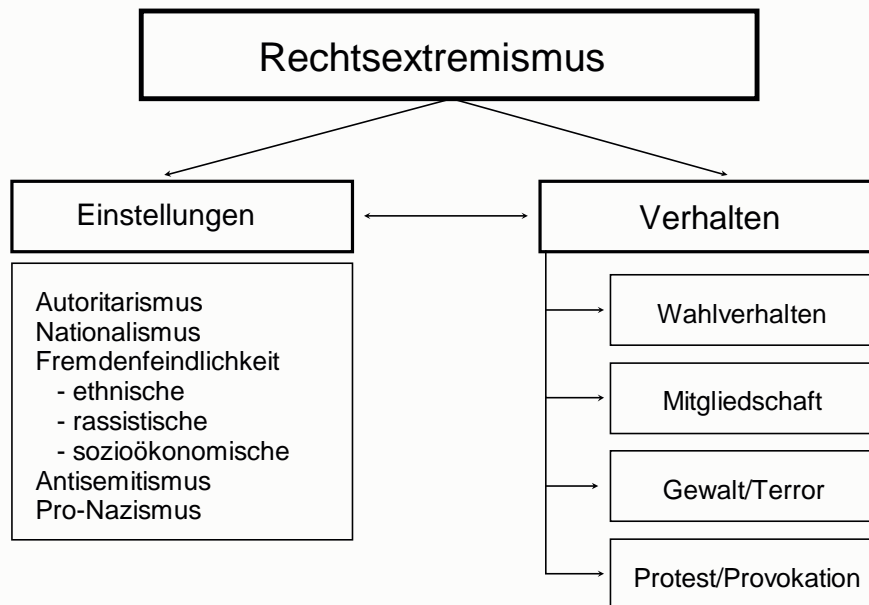 Rechtsextremismus
Einstellungen
Verhalten
Autoritarismus
Nationalismus
Fremdenfeindlichkeit
- ethnische
- rassistische
- sozioökonomische
Antisemitismus
Pro-Nazismus
Wahlverhalten
Mitgliedschaft
Gewalt/Terror
Protest/Provokation